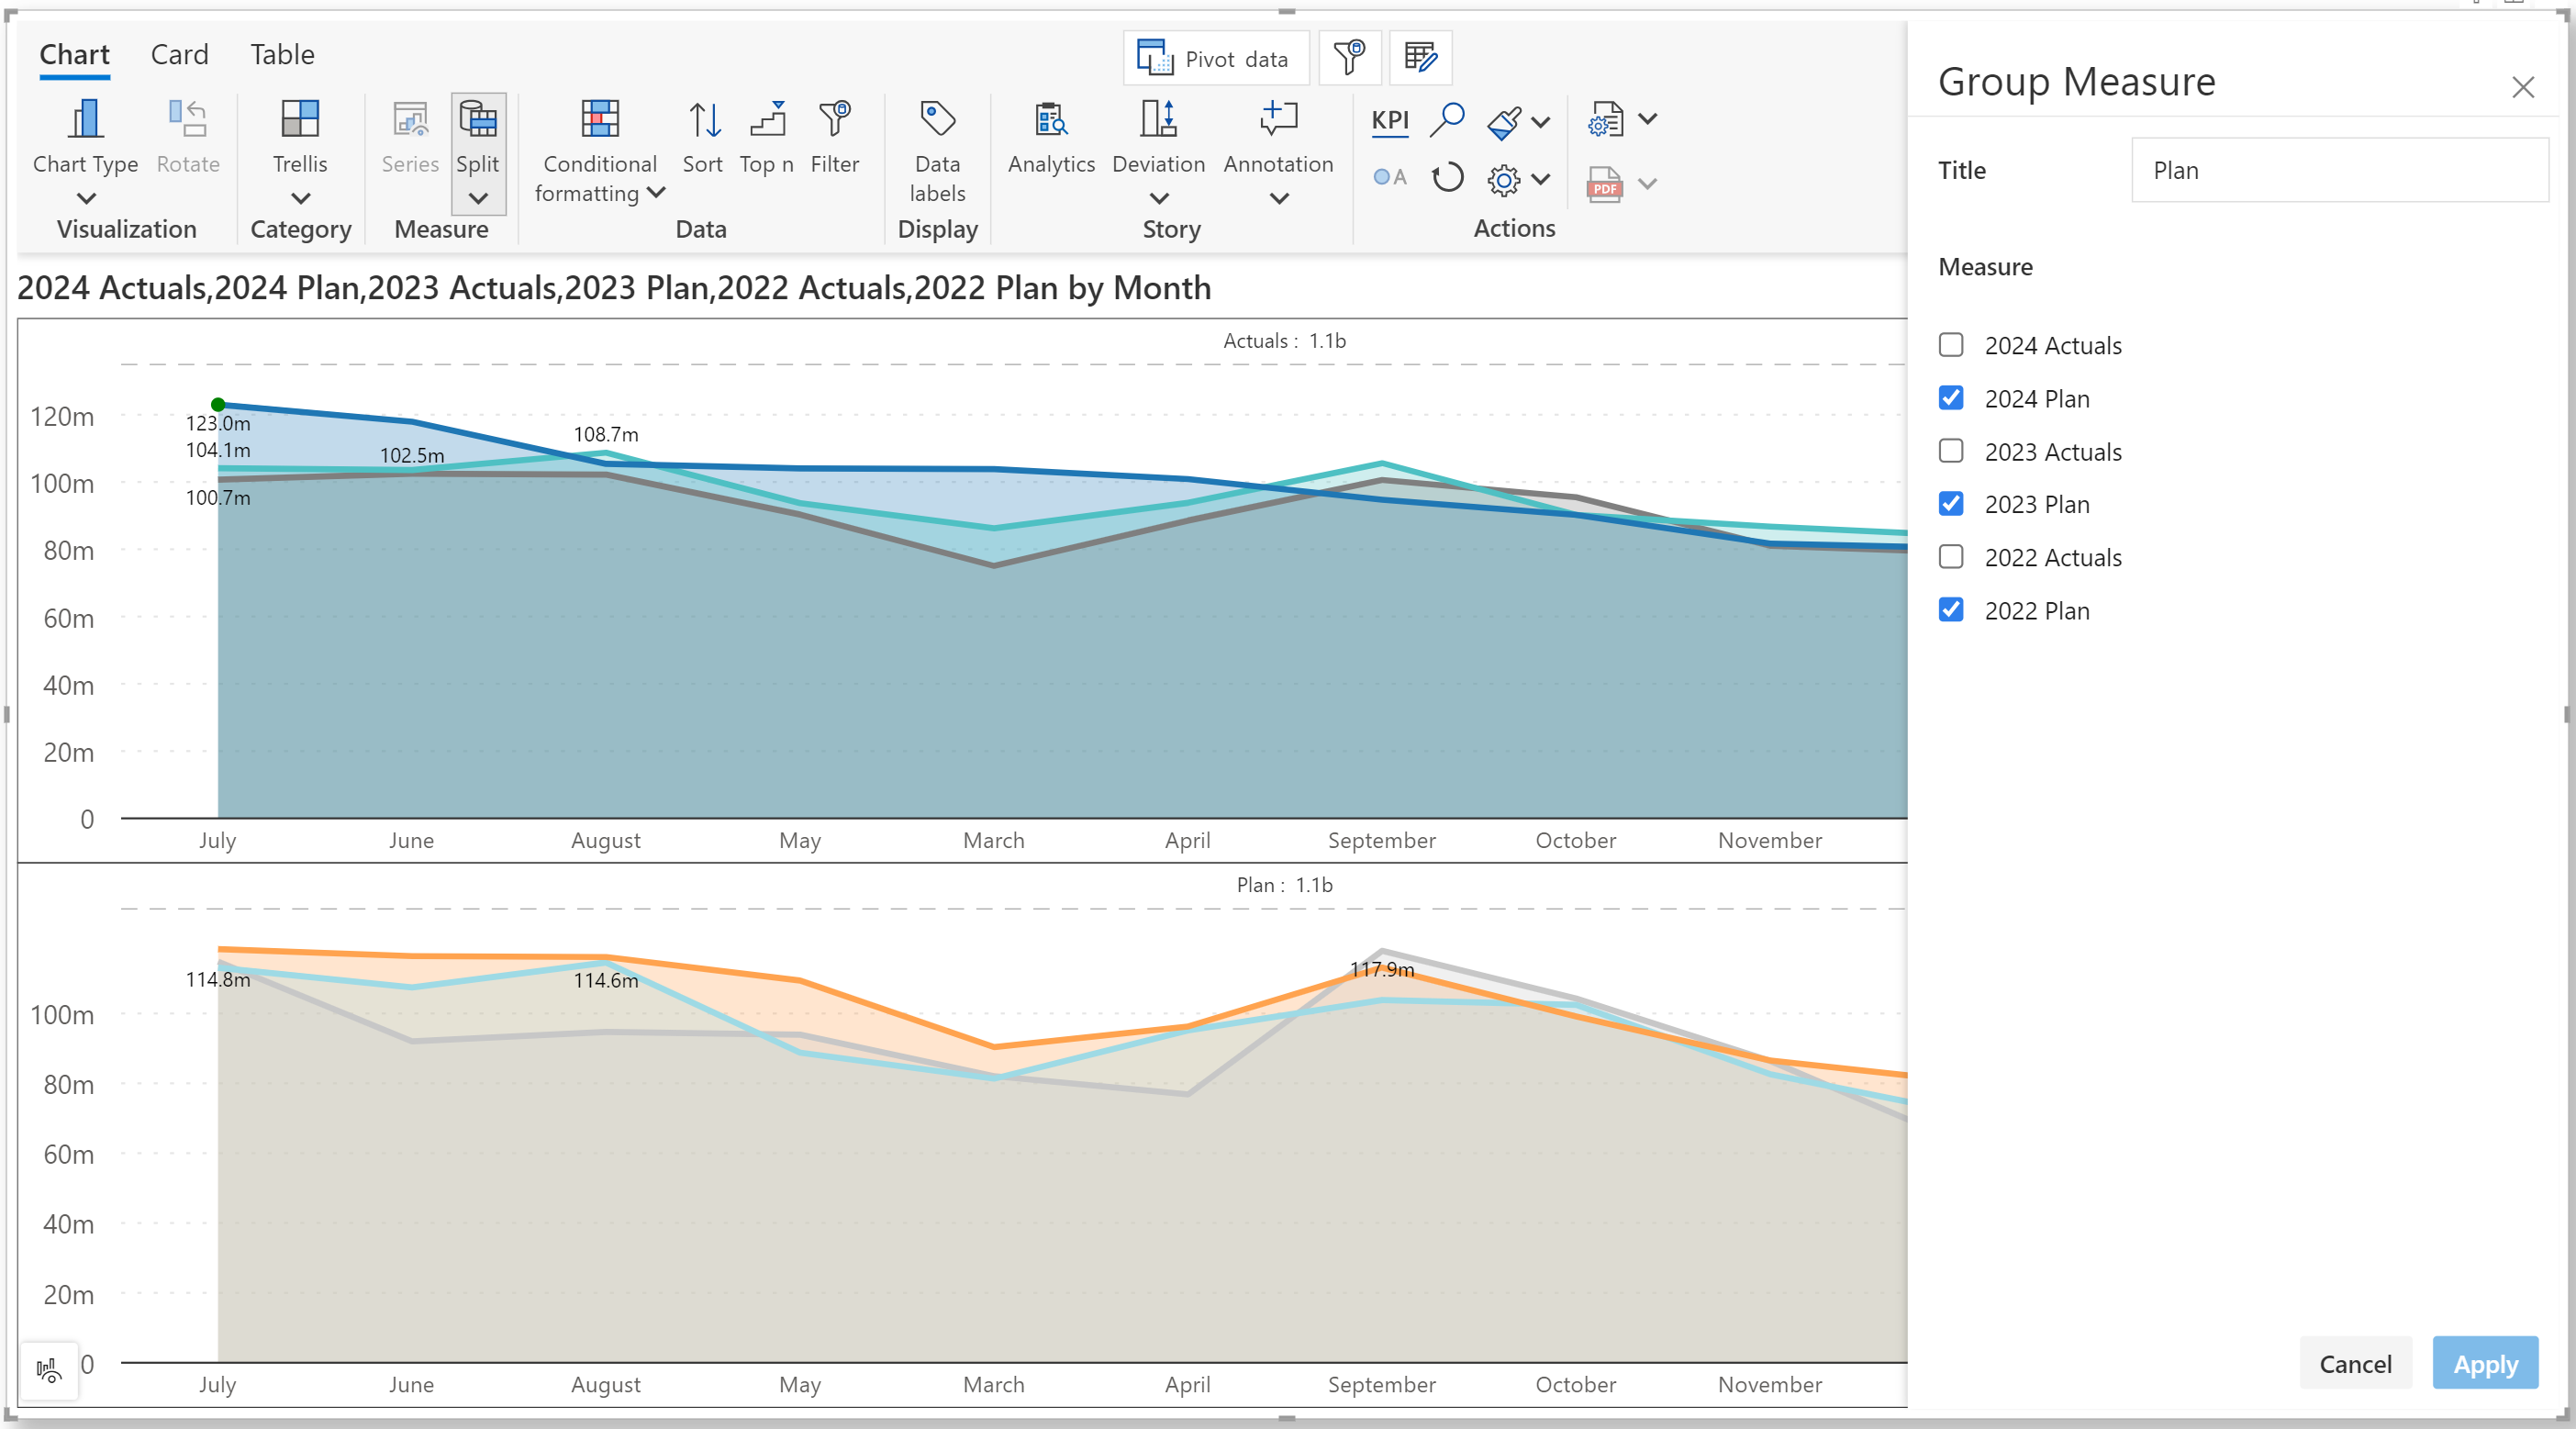 Chart Card Table
Pivot data
Chart Type
Rotate
Visualization
Trellis
Category
Series
Split
Measure
Conditional
formatting
Sort
Top n
Filter
Data
Data
labels
Display
Analytics
Deviation
Annotation
Story
KPI
A
PDF
Actions
2024 Actuals,2024 Plan,2023 Actuals,2023 Plan,2022 Actuals,2022 Plan by Month
Actuals : 1.1b
120m
100m
80m
60m
40m
20m
0
123.0m
104.1m
100.7m
102.5m
108.7m
July June August May March April September October November
Plan : 1.1b
100m
80m
60m
40m
20m
0
114.8m
114.6m
117.9m
July June August May March April September October November
Group Measure
Title Plan
Measure
2024 Actuals
2024 Plan
2023 Actuals
2023 Plan
2022 Actuals
2022 Plan
Cancel Apply